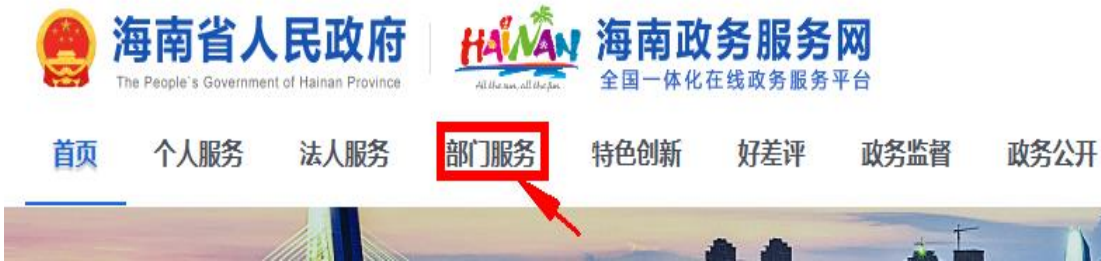 海南省人民政府
The People's Government of Hainan Province
HAINAN
All the sun, all the fun
海南政务服务网
全国一体化在线政务服务平台
首页 个人服务 法人服务 部门服务 特色创新 好差评 政务监督 政务公开